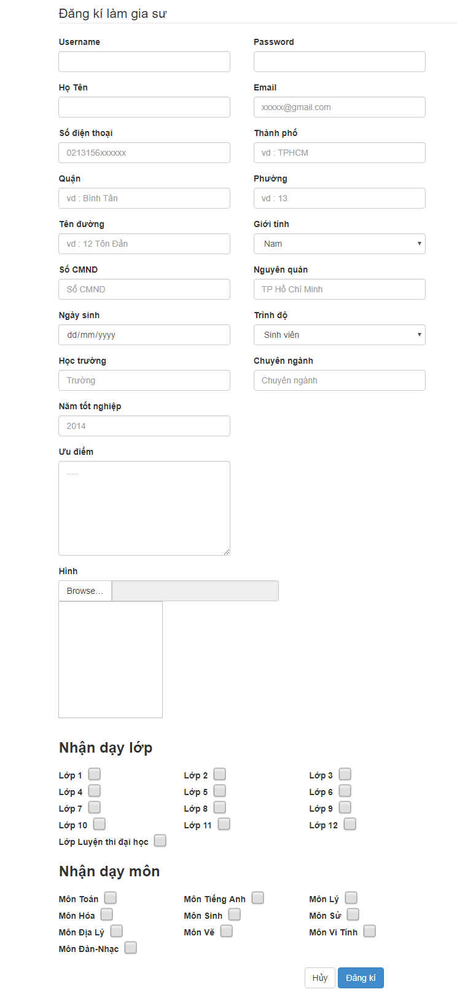 Đăng kí làm gia sư
Username Password
Họ Tên Email
xxxxx@gmail.com
Số điện thoại Thành phố
0213156xxxxxx vd : TPHCM
Quận Phường
vd : Bình Tân vd : 13
Tên đường Giới tính
vd : 12 Tôn Đản Nam
Số CMND Nguyên quán
Số CMND TP Hồ Chí Minh
Ngày sinh Trình độ
dd/mm/yyyy Sinh viên
Học trường Chuyên ngành
Trường Chuyên ngành
Năm tốt nghiệp
2014
Ưu điểm
.....
Hình
Browse...
Nhận dạy lớp
Lớp 1 Lớp 2 Lớp 3
Lớp 4 Lớp 5 Lớp 6
Lớp 7 Lớp 8 Lớp 9
Lớp 10 Lớp 11 Lớp 12
Lớp Luyện thi đại học
Nhận dạy môn
Môn Toán Môn Tiếng Anh Môn Lý
Môn Hóa Môn Sinh Môn Sử
Môn Địa Lý Môn Vẽ Môn Vi Tính
Môn Đàn-Nhạc
Hủy Đăng kí